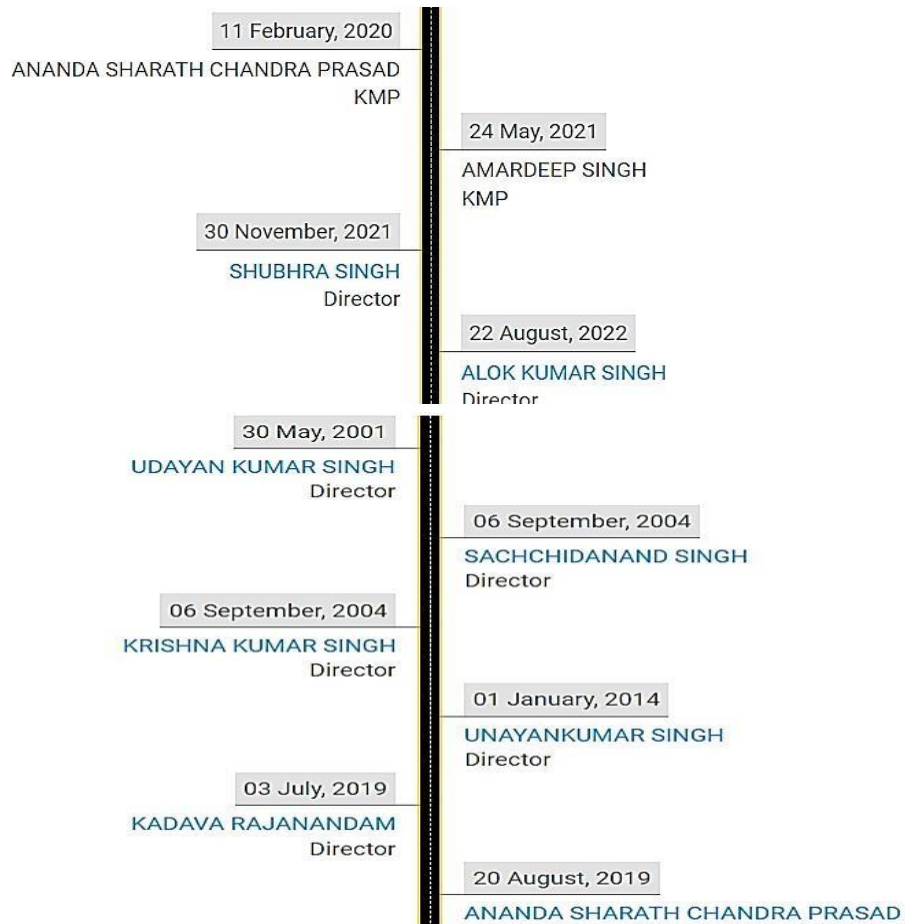 11 February, 2020
ANANDA SHARATH CHANDRA PRASAD
KMP
24 May, 2021
AMARDEEP SINGH
KMP
30 November, 2021
SHUBHRA SINGH
Director
22 August, 2022
ALOK KUMAR SINGH
Director
30 May, 2001
UDAYAN KUMAR SINGH
Director
06 September, 2004
SACHCHIDANAND SINGH
Director
06 September, 2004
KRISHNA KUMAR SINGH
Director
01 January, 2014
UNAYANKUMAR SINGH
Director
03 July, 2019
KADAVA RAJANANDAM
Director
20 August, 2019
ANANDA SHARATH CHANDRA PRASAD